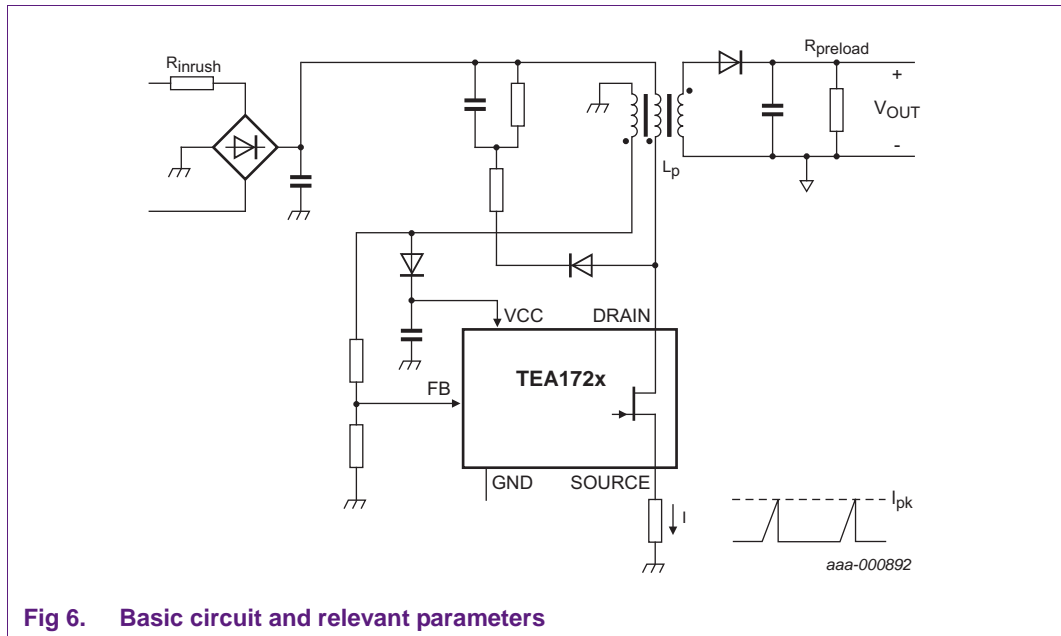 Rinrush
Rpreload
+
VOUT
-
Lp
VCC
DRAIN
TEA172x
FB
GND
SOURCE
I
Ipk
aaa-000892
Fig 6. Basic circuit and relevant parameters